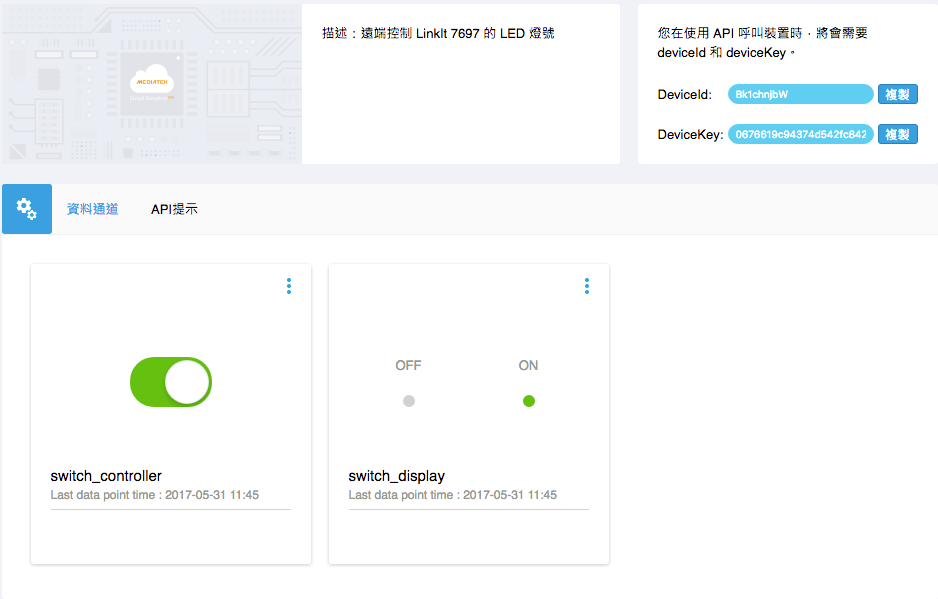 MEDIATEK
描述：遠端控制 LinkIt 7697 的 LED 燈號
您在使用 API 呼叫裝置時，將會需要
deviceId 和 deviceKey。
DeviceId: Bk1chnjbW 複製
DeviceKey: 0676619c94374d542fc842 複製
資料通道 API提示
OFF ON
switch_controller
Last data point time : 2017-05-31 11:45
switch_display
Last data point time : 2017-05-31 11:45